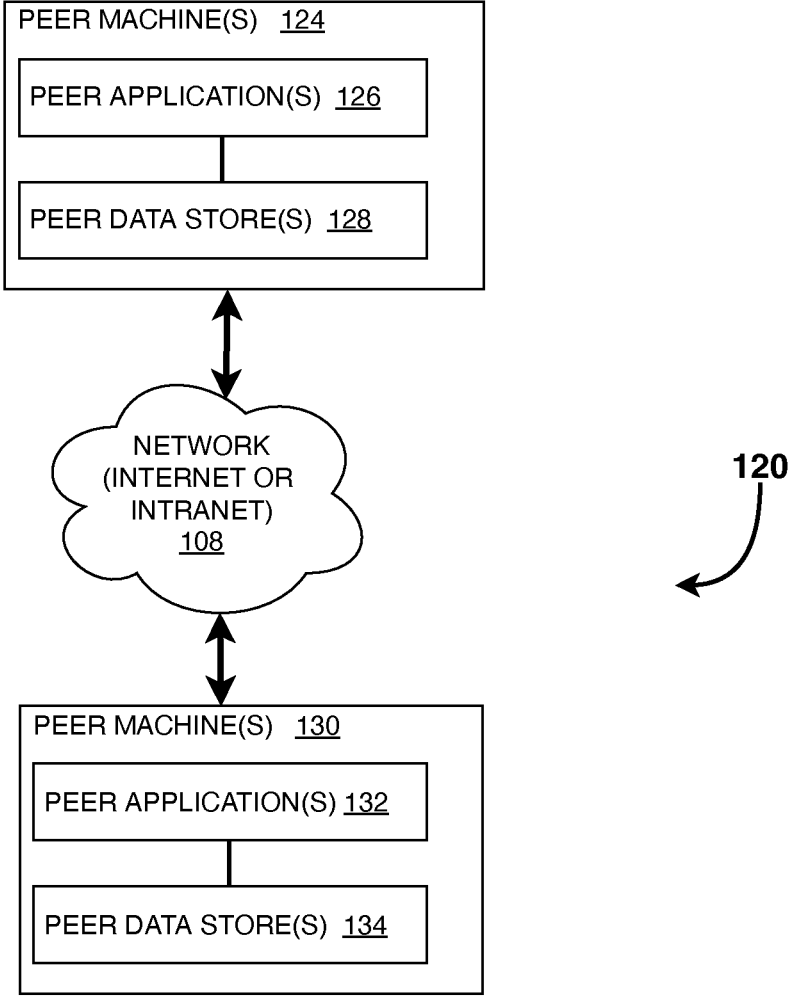 PEER MACHINE(S) 124
PEER APPLICATION(S) 126
PEER DATA STORE(S) 128
NETWORK
(INTERNET OR
INTRANET)
108
120
PEER MACHINE(S) 130
PEER APPLICATION(S) 132
PEER DATA STORE(S) 134